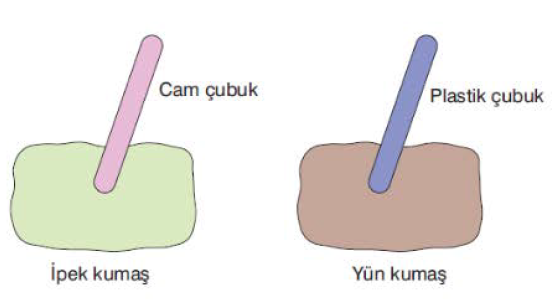 Cam çubuk
Plastik çubuk
İpek kumaş
Yün kumaş